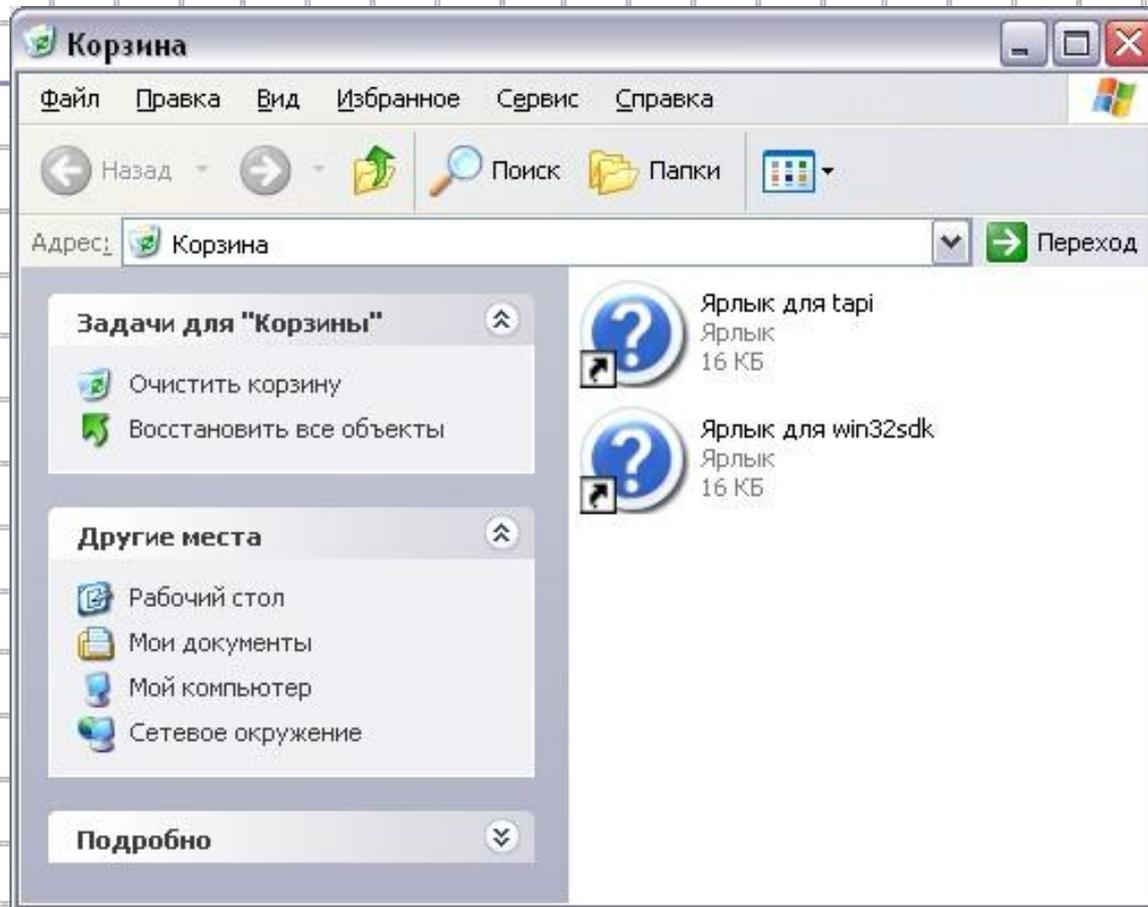 Корзина
Файл Правка Вид Избранное Сервис Справка
Назад Поиск Папки
Адрес: Корзина Переход
Задачи для "Корзины"
Очистить корзину
Восстановить все объекты
Другие места
Рабочий стол
Мои документы
Мой компьютер
Сетевое окружение
Подробно
Ярлык для tapi
Ярлык
16 КБ
Ярлык для win32sdk
Ярлык
16 КБ